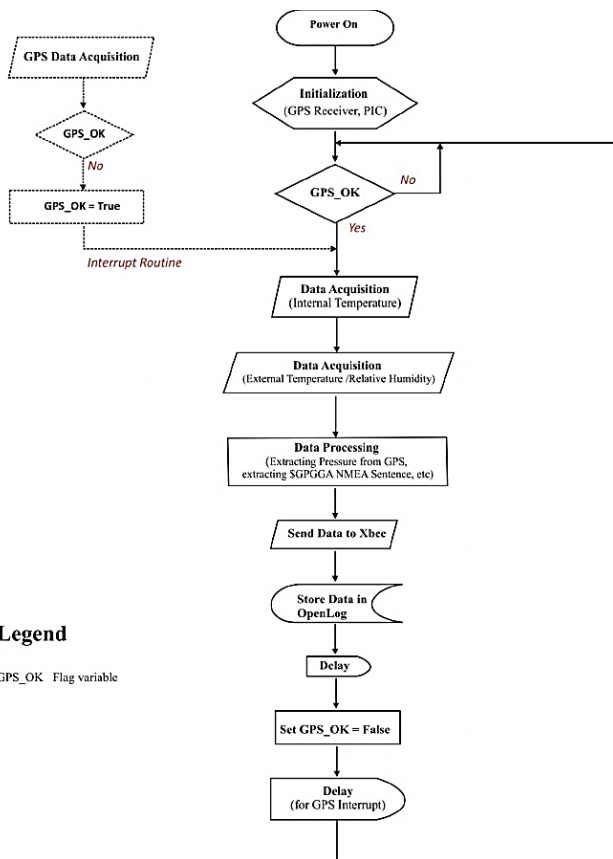 Power On
GPS Data Acquisition
Initialization
(GPS Receiver, PIC)
GPS_OK
No
GPS_OK
No
GPS_OK = True
Yes
Interrupt Routine
Data Acquisition
(Internal Temperature)
Data Acquisition
(External Temperature /Relative Humidity)
Data Processing
(Extracting Pressure from GPS,
extracting $GPGGA NMEA Sentence, etc)
Send Data to Xbee
Store Data in
OpenLog
Legend
Delay
GPS_OK Flag variable
Set GPS_OK = False
Delay
(for GPS Interrupt)